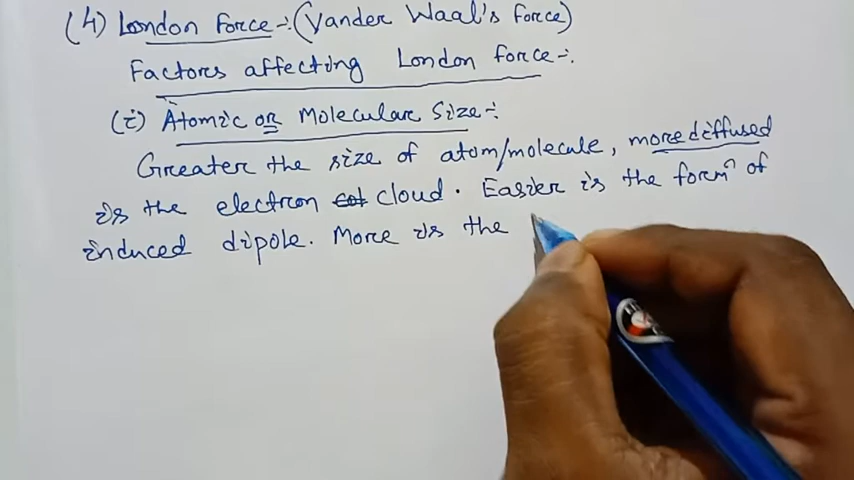 (4) London Force÷(Vander Waal's Force)
Factors affecting London force÷
(i) Atomic or Molecular Size÷
Greater the size of atom/molecule, more diffused
is the electron cloud. Easier is the formⁿ of
induced dipole. More is the